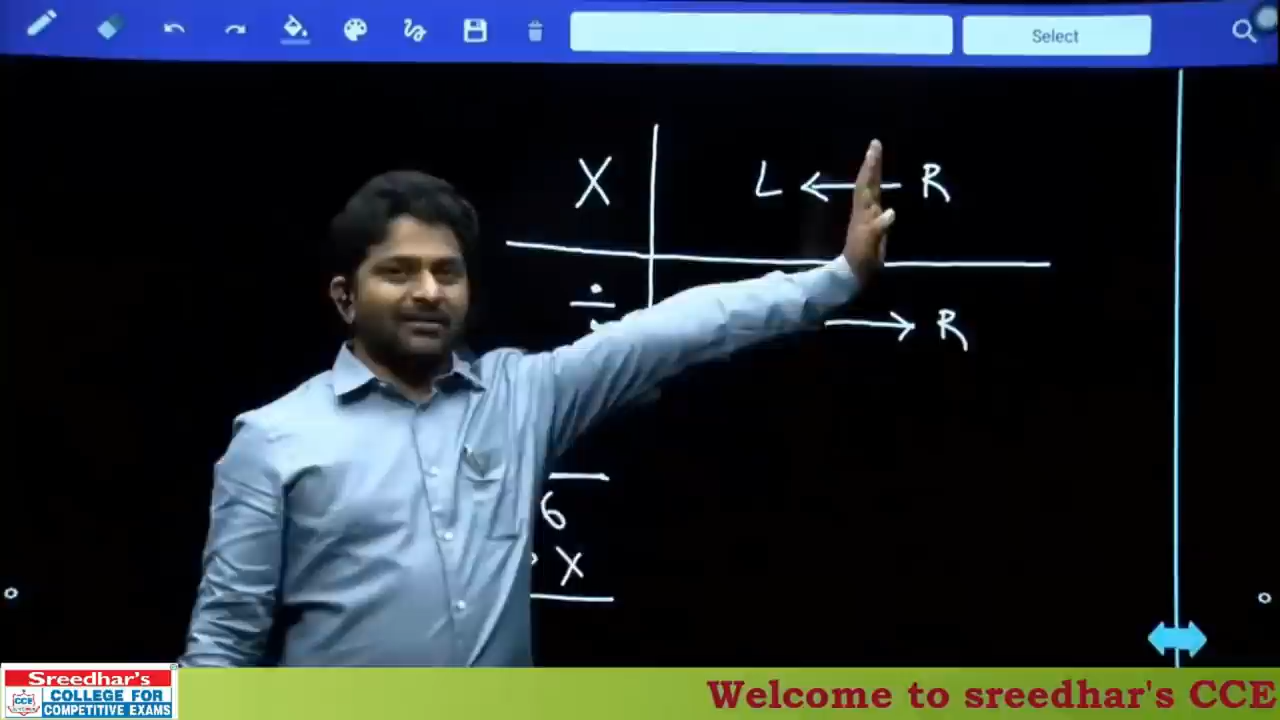 Select
X L ← R
÷ → R
6
X
Sreedhar's
CCE
COLLEGE FOR
COMPETITIVE EXAMS
Welcome to sreedhar's CCE